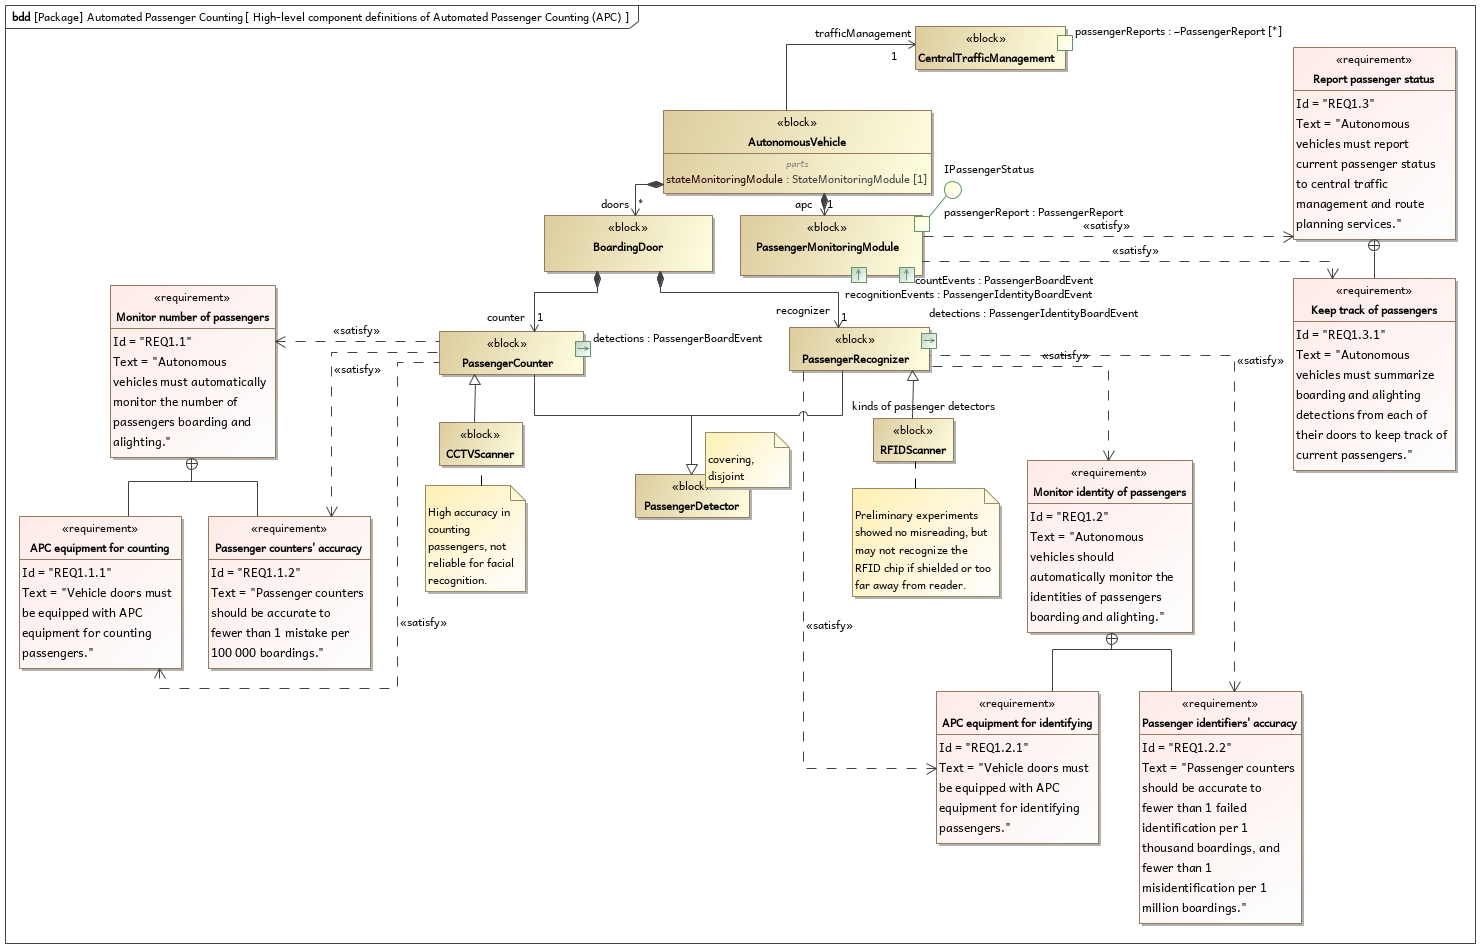 bdd [Package] Automated Passenger Counting [ High-level component definitions of Automated Passenger Counting (APC) ]
trafficManagement
1
«block»
CentralTrafficManagement
passengerReports : ~PassengerReport [*]
«requirement»
Report passenger status
Id = "REQ1.3"
Text = "Autonomous
vehicles must report
current passenger status
to central traffic
management and route
planning services."
«block»
AutonomousVehicle
parts
stateMonitoringModule : StateMonitoringModule [1]
IPassengerStatus
doors
*
apc
1
passengerReport : PassengerReport
«block»
BoardingDoor
«block»
PassengerMonitoringModule
«satisfy»
«satisfy»
countEvents : PassengerBoardEvent
recognitionEvents : PassengerIdentityBoardEvent
«requirement»
Keep track of passengers
Id = "REQ1.3.1"
Text = "Autonomous
vehicles must summarize
boarding and alighting
detections from each of
their doors to keep track of
current passengers."
«requirement»
Monitor number of passengers
Id = "REQ1.1"
Text = "Autonomous
vehicles must automatically
monitor the number of
passengers boarding and
alighting."
counter
1
recognizer
1
detections : PassengerIdentityBoardEvent
«satisfy»
«satisfy»
«block»
PassengerCounter
detections : PassengerBoardEvent
«block»
PassengerRecognizer
«satisfy»
«satisfy»
kinds of passenger detectors
«block»
CCTVScanner
«block»
RFIDScanner
covering,
disjoint
«block»
PassengerDetector
High accuracy in
counting
passengers, not
reliable for facial
recognition.
Preliminary experiments
showed no misreading, but
may not recognize the
RFID chip if shielded or too
far away from reader.
«requirement»
Monitor identity of passengers
Id = "REQ1.2"
Text = "Autonomous
vehicles should
automatically monitor the
identities of passengers
boarding and alighting."
«requirement»
APC equipment for counting
Id = "REQ1.1.1"
Text = "Vehicle doors must
be equipped with APC
equipment for counting
passengers."
«requirement»
Passenger counters' accuracy
Id = "REQ1.1.2"
Text = "Passenger counters
should be accurate to
fewer than 1 mistake per
100 000 boardings."
«satisfy»
«satisfy»
«requirement»
APC equipment for identifying
Id = "REQ1.2.1"
Text = "Vehicle doors must
be equipped with APC
equipment for identifying
passengers."
«requirement»
Passenger identifiers' accuracy
Id = "REQ1.2.2"
Text = "Passenger counters
should be accurate to
fewer than 1 failed
identification per 1
thousand boardings, and
fewer than 1
misidentification per 1
million boardings."